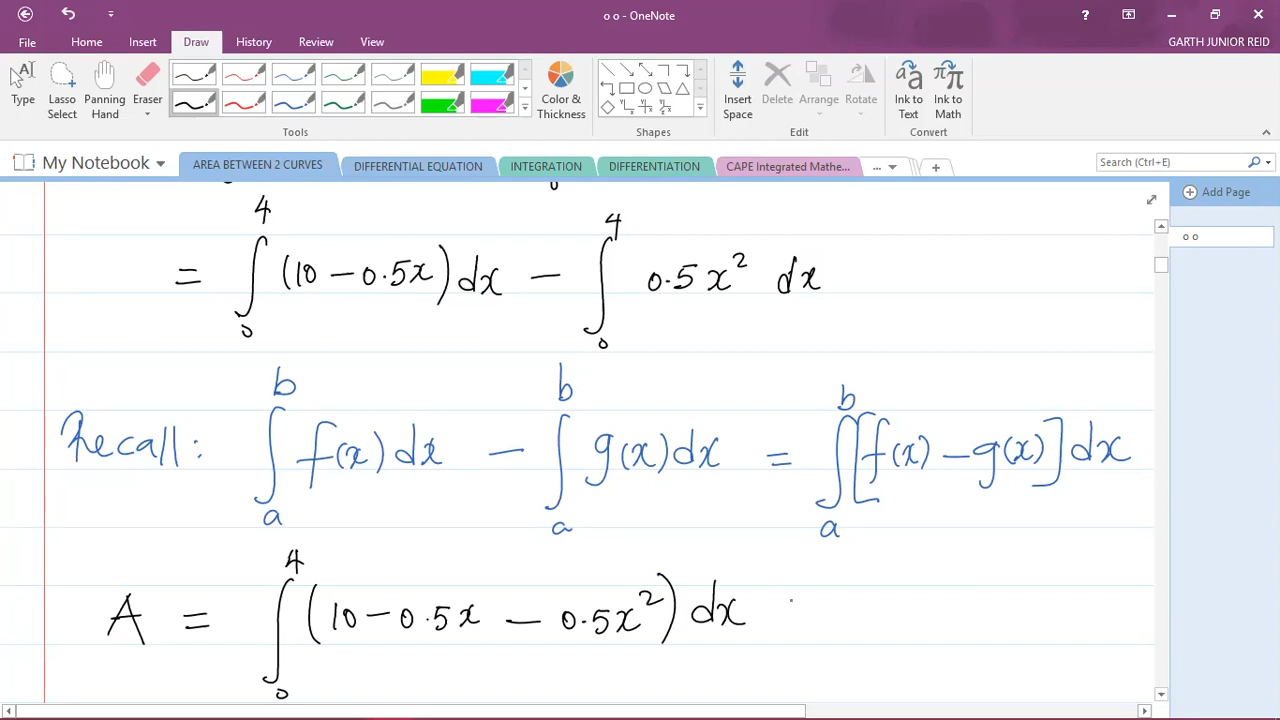 o o - OneNote
GARTH JUNIOR REID
File Home Insert Draw History Review View
Type Lasso Select Panning Hand Eraser Color & Thickness Insert Space Delete Arrange Rotate Ink to Text Ink to Math
Tools Shapes Edit Convert
My Notebook AREA BETWEEN 2 CURVES DIFFERENTIAL EQUATION INTEGRATION DIFFERENTIATION CAPE Integrated Mathe... ... + Search (Ctrl+E)
Add Page
o o
= ∫₀⁴ (10 - 0.5x) dx - ∫₀⁴ 0.5x² dx
Recall: ∫ₐᵇ f(x) dx - ∫ₐᵇ g(x) dx = ∫ₐᵇ [f(x) - g(x)] dx
A = ∫₀⁴ (10 - 0.5x - 0.5x²) dx